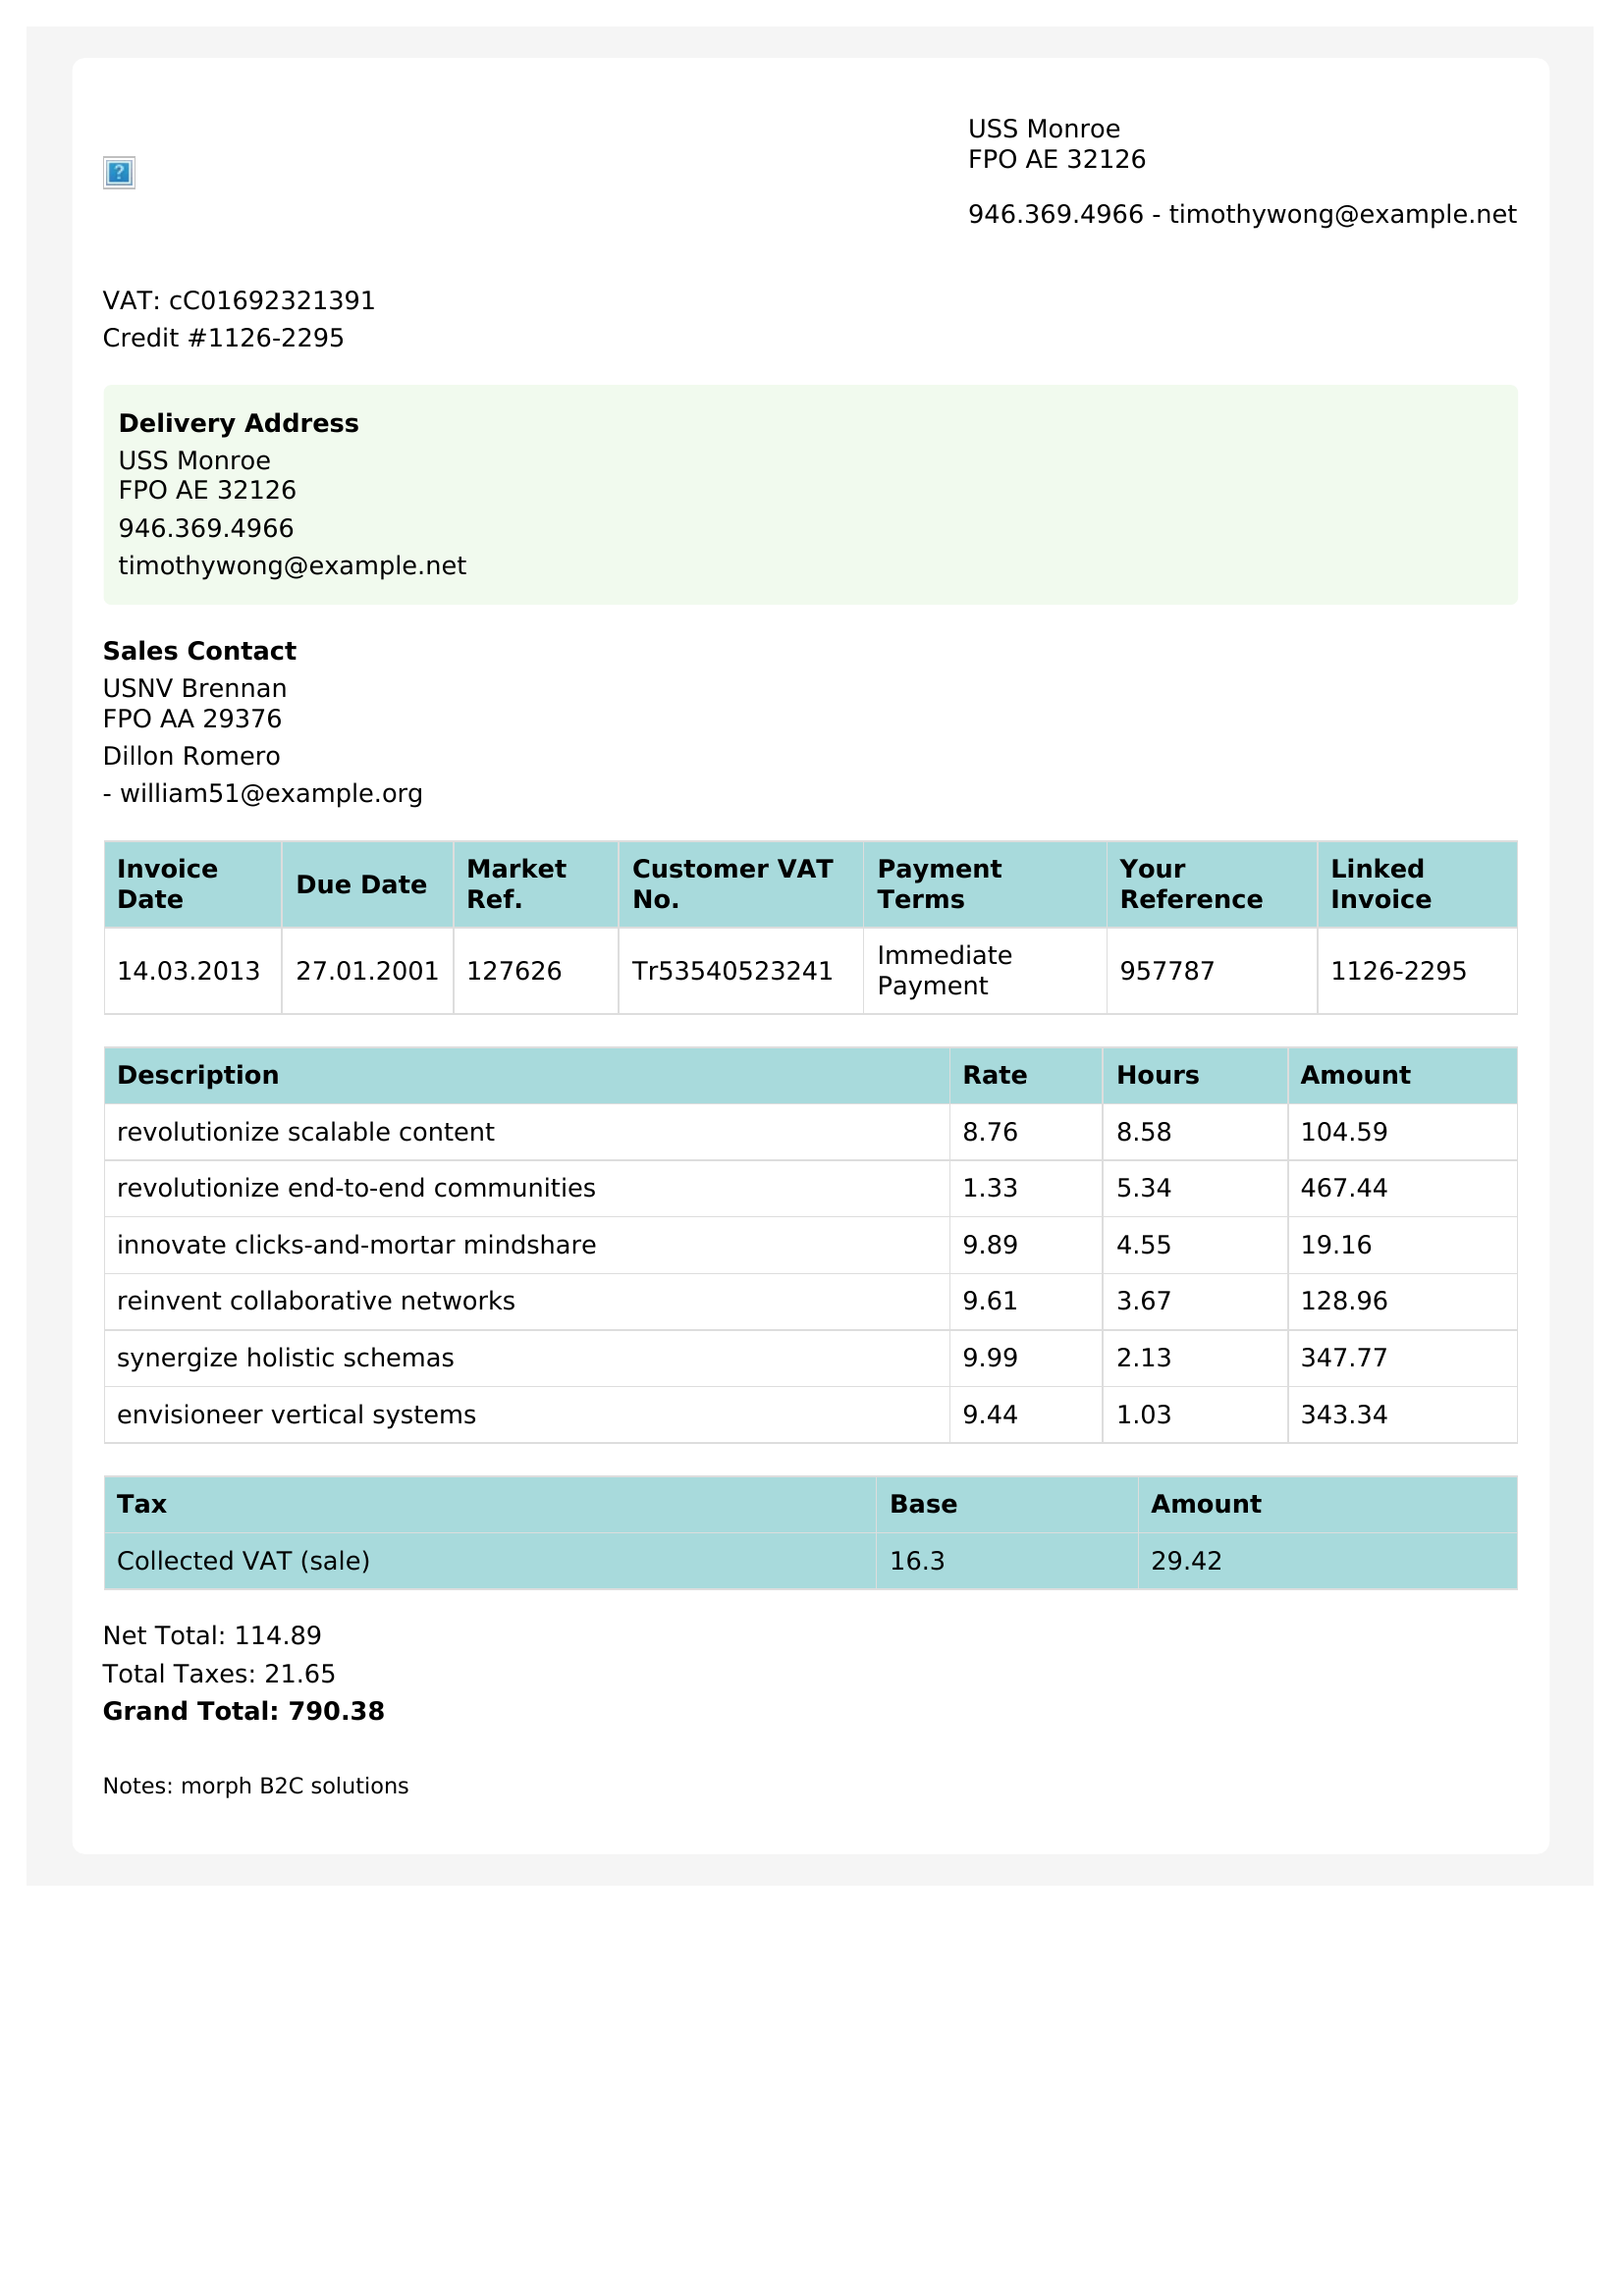 USS Monroe
FPO AE 32126
946.369.4966 - timothywong@example.net
VAT: cC01692321391
Credit #1126-2295
Delivery Address
USS Monroe
FPO AE 32126
946.369.4966
timothywong@example.net
Sales Contact
USNV Brennan
FPO AA 29376
Dillon Romero
- william51@example.org
Invoice Date Due Date Market Ref. Customer VAT No. Payment Terms Your Reference Linked Invoice
14.03.2013 27.01.2001 127626 Tr53540523241 Immediate Payment 957787 1126-2295
Description Rate Hours Amount
revolutionize scalable content 8.76 8.58 104.59
revolutionize end-to-end communities 1.33 5.34 467.44
innovate clicks-and-mortar mindshare 9.89 4.55 19.16
reinvent collaborative networks 9.61 3.67 128.96
synergize holistic schemas 9.99 2.13 347.77
envisioneer vertical systems 9.44 1.03 343.34
Tax Base Amount
Collected VAT (sale) 16.3 29.42
Net Total: 114.89
Total Taxes: 21.65
Grand Total: 790.38
Notes: morph B2C solutions